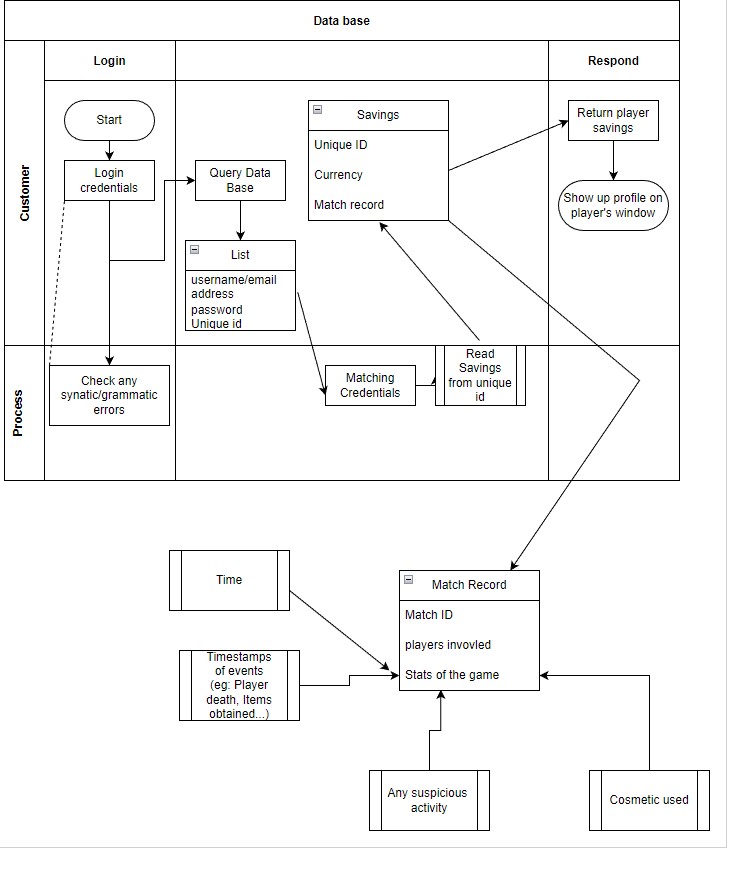 Data base
Login
Respond
Customer
Process
Start
Login
credentials
Query Data
Base
List
username/email
address
password
Unique id
Savings
Unique ID
Currency
Match record
Return player
savings
Show up profile on
player's window
Check any
synatic/grammatic
errors
Matching
Credentials
Read
Savings
from unique
id
Time
Timestamps
of events
(eg: Player
death, Items
obtained...)
Match Record
Match ID
players invovled
Stats of the game
Any suspicious
activity
Cosmetic used